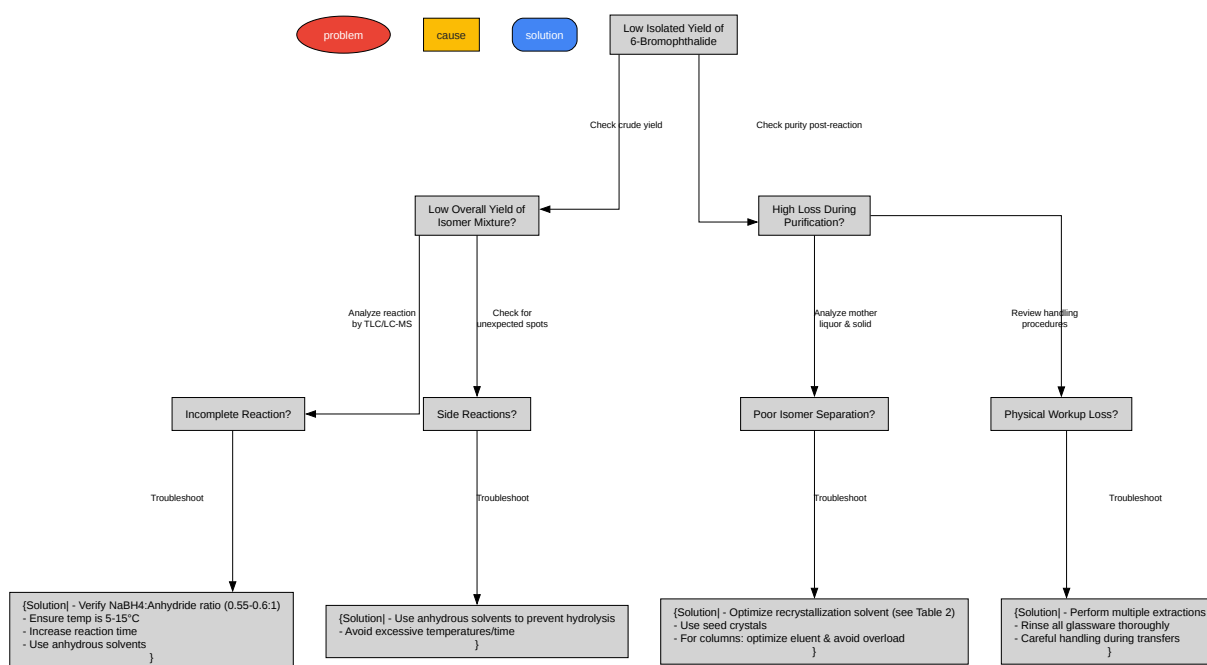 problem
cause
solution
Low Isolated Yield of
6-Bromophthalide
Check crude yield
Check purity post-reaction
Low Overall Yield of
Isomer Mixture?
High Loss During
Purification?
Analyze reaction
by TLC/LC-MS
Check for
unexpected spots
Analyze mother
liquor & solid
Review handling
procedures
Incomplete Reaction?
Side Reactions?
Poor Isomer Separation?
Physical Workup Loss?
Troubleshoot
Troubleshoot
Troubleshoot
Troubleshoot
{Solution| - Verify NaBH4:Anhydride ratio (0.55-0.6:1)
- Ensure temp is 5-15°C
- Increase reaction time
- Use anhydrous solvents
}
{Solution| - Use anhydrous solvents to prevent hydrolysis
- Avoid excessive temperatures/time
}
{Solution| - Optimize recrystallization solvent (see Table 2)
- Use seed crystals
- For columns: optimize eluent & avoid overload
}
{Solution| - Perform multiple extractions
- Rinse all glassware thoroughly
- Careful handling during transfers
}